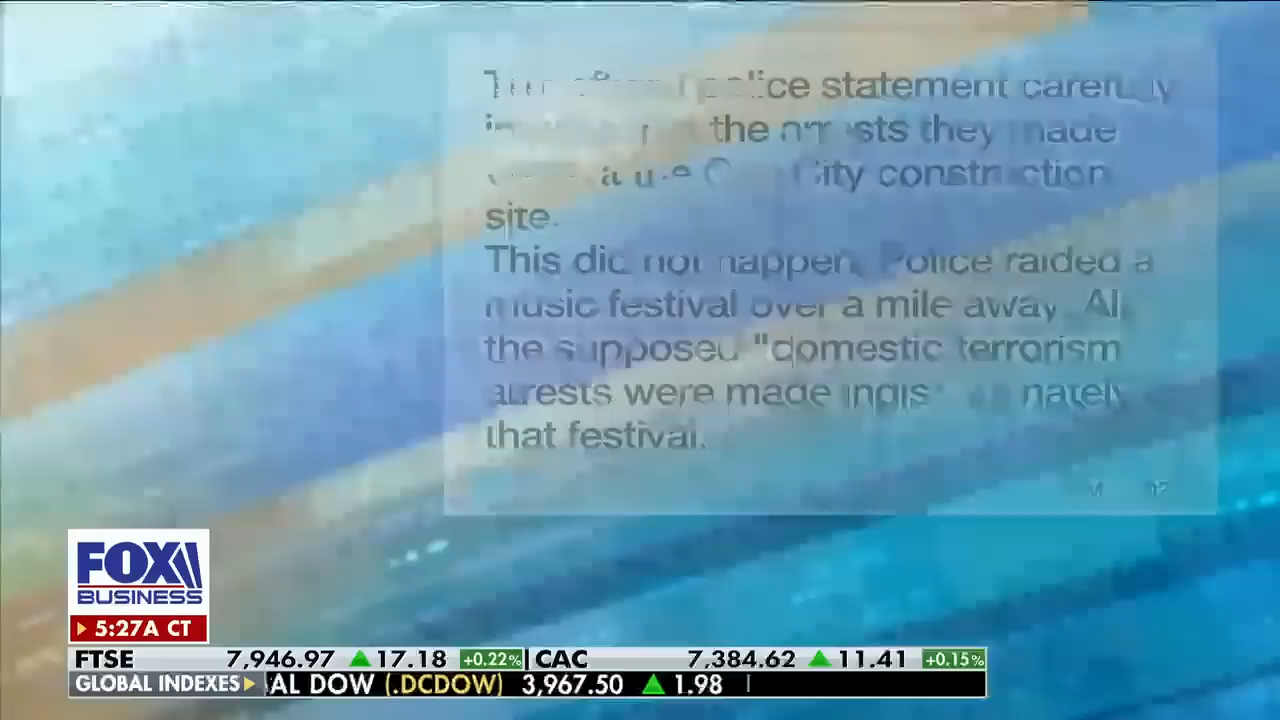 police statement carefully
the arrests they made
City construction
site.
This did not happen. Police raided a
music festival over a mile away. All
the supposed "domestic terrorism
arrests were made
that festival.
FOX
BUSINESS
5:27A CT
FTSE 7,946.97 ▲17.18 +0.22% CAC 7,384.62 ▲11.41 +0.15%
GLOBAL INDEXES AL DOW (.DCDOW) 3,967.50 ▲ 1.98